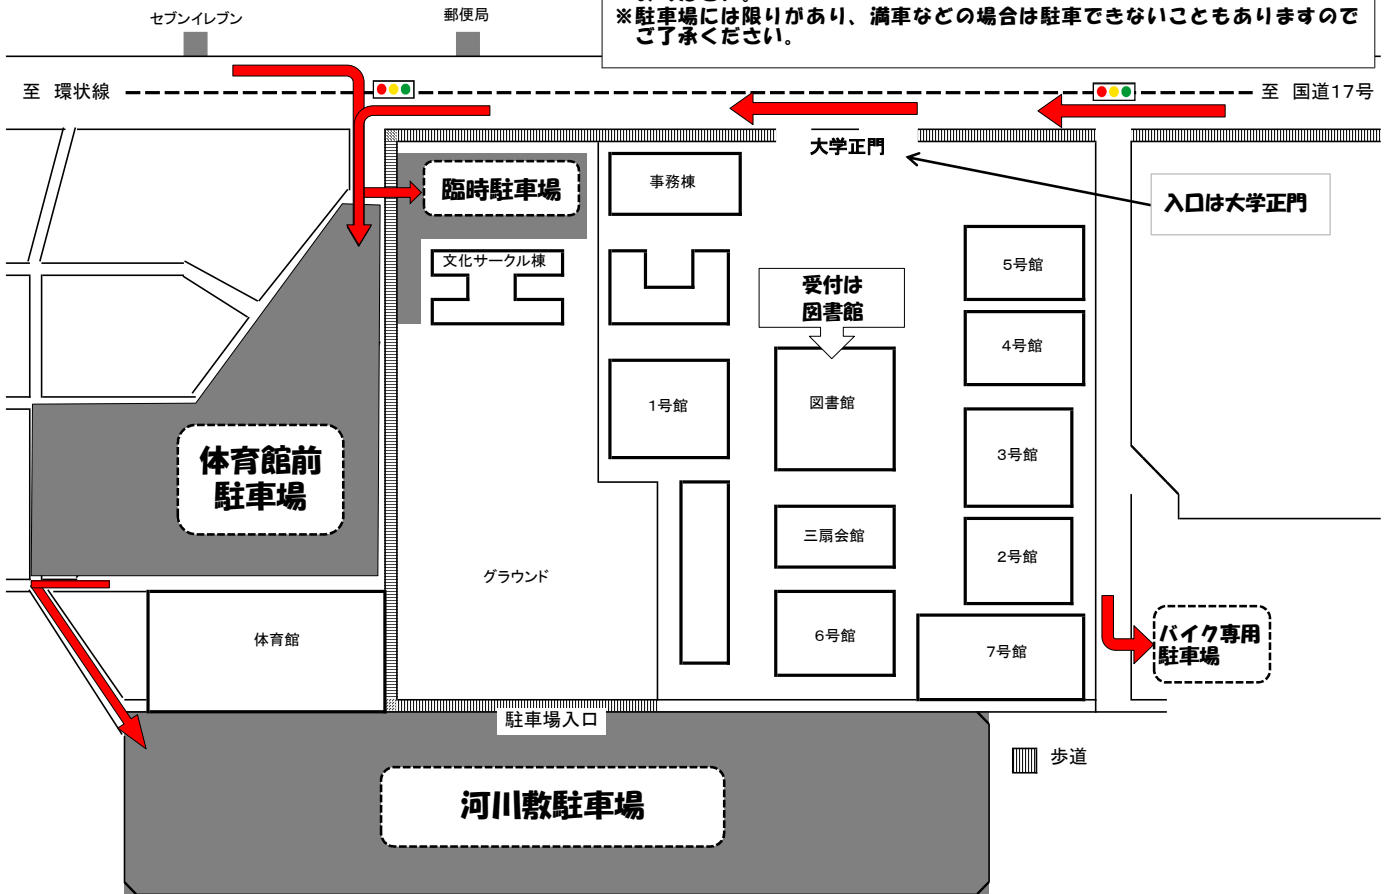 セブンイレブン
郵便局
※駐車場には限りがあり、満車などの場合は駐車できないこともありますので
ご了承ください。
至 環状線
至 国道17号
大学正門
臨時駐車場
事務棟
入口は大学正門
文化サークル棟
5号館
受付は
図書館
4号館
1号館
図書館
体育館前
駐車場
3号館
三扇会館
2号館
グラウンド
体育館
6号館
7号館
バイク専用
駐車場
駐車場入口
歩道
河川敷駐車場